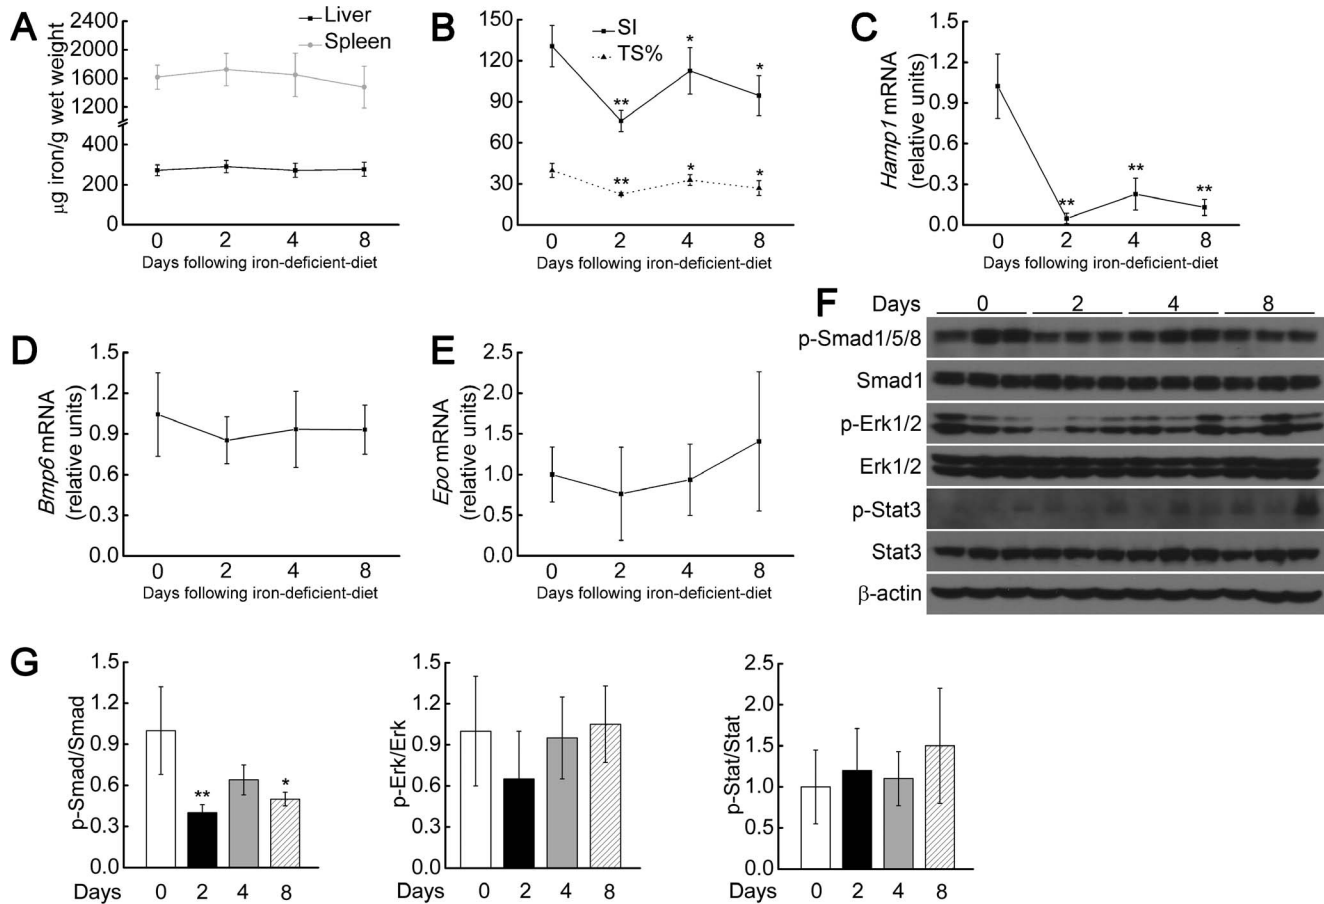 A
μg iron/g wet weight
2400
2000
1600
1200
400
200
0
Liver
Spleen
0 2 4 8
Days following iron-deficient-diet
B
150
120
90
60
30
0
SI
TS%
**
*
*
**
*
*
0 2 4 8
Days following iron-deficient-diet
C
Hamp1 mRNA
(relative units)
1.5
1.2
0.9
0.6
0.3
0.0
**
**
**
0 2 4 8
Days following iron-deficient-diet
D
Bmp6 mRNA
(relative units)
1.5
1.2
0.9
0.6
0.3
0.0
0 2 4 8
Days following iron-deficient-diet
E
Epo mRNA
(relative units)
2.5
2.0
1.5
1.0
0.5
0.0
0 2 4 8
Days following iron-deficient-diet
F
Days 0 2 4 8
p-Smad1/5/8
Smad1
p-Erk1/2
Erk1/2
p-Stat3
Stat3
β-actin
G
p-Smad/Smad
1.5
1.2
0.9
0.6
0.3
0.0
**
*
Days 0 2 4 8
p-Erk/Erk
1.5
1.2
0.9
0.6
0.3
0.0
Days 0 2 4 8
p-Stat/Stat
2.5
2.0
1.5
1.0
0.5
0.0
Days 0 2 4 8